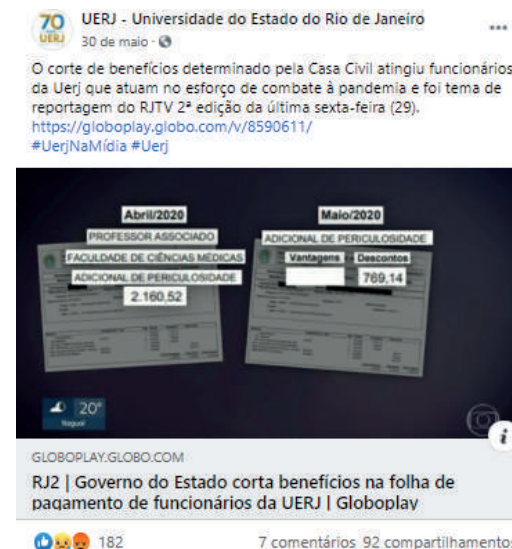 70
UERJ
UERJ - Universidade do Estado do Rio de Janeiro
30 de maio ·
O corte de benefícios determinado pela Casa Civil atingiu funcionários
da Uerj que atuam no esforço de combate à pandemia e foi tema de
reportagem do RJTV 2ª edição da última sexta-feira (29).
https://globoplay.globo.com/v/8590611/
#UerjNaMídia #Uerj
Abril/2020
PROFESSOR ASSOCIADO
FACULDADE DE CIÊNCIAS MÉDICAS
ADICIONAL DE PERICULOSIDADE
2.160,52
Maio/2020
ADICIONAL DE PERICULOSIDADE
Vantagens Descontos
769,14
20°
Itaguaí
GLOBOPLAY.GLOBO.COM
RJ2 | Governo do Estado corta benefícios na folha de
pagamento de funcionários da UERJ | Globoplay
182
7 comentários 92 compartilhamentos